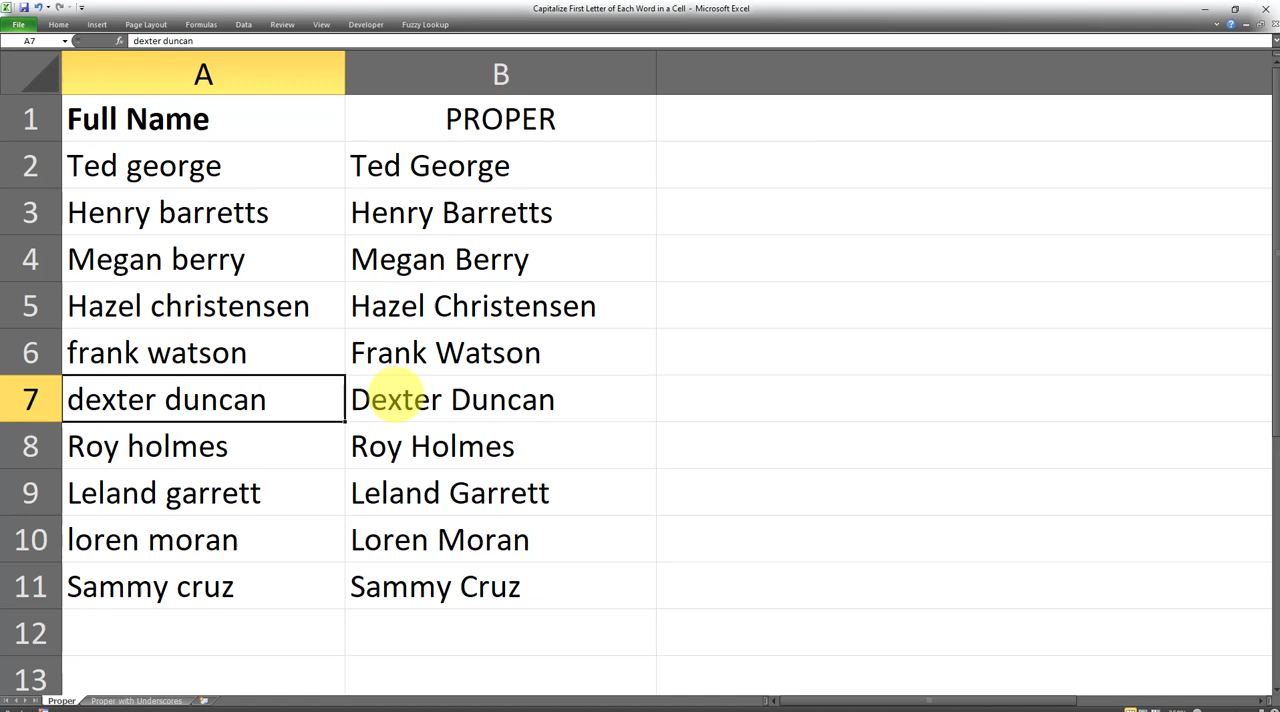 Capitalize First Letter of Each Word in a Cell - Microsoft Excel
File Home Insert Page Layout Formulas Data Review View Developer Fuzzy Lookup
A7 fx dexter duncan
A B
1 Full Name PROPER
2 Ted george Ted George
3 Henry barretts Henry Barretts
4 Megan berry Megan Berry
5 Hazel christensen Hazel Christensen
6 frank watson Frank Watson
7 dexter duncan Dexter Duncan
8 Roy holmes Roy Holmes
9 Leland garrett Leland Garrett
10 loren moran Loren Moran
11 Sammy cruz Sammy Cruz
12
13
Proper Proper with Underscores